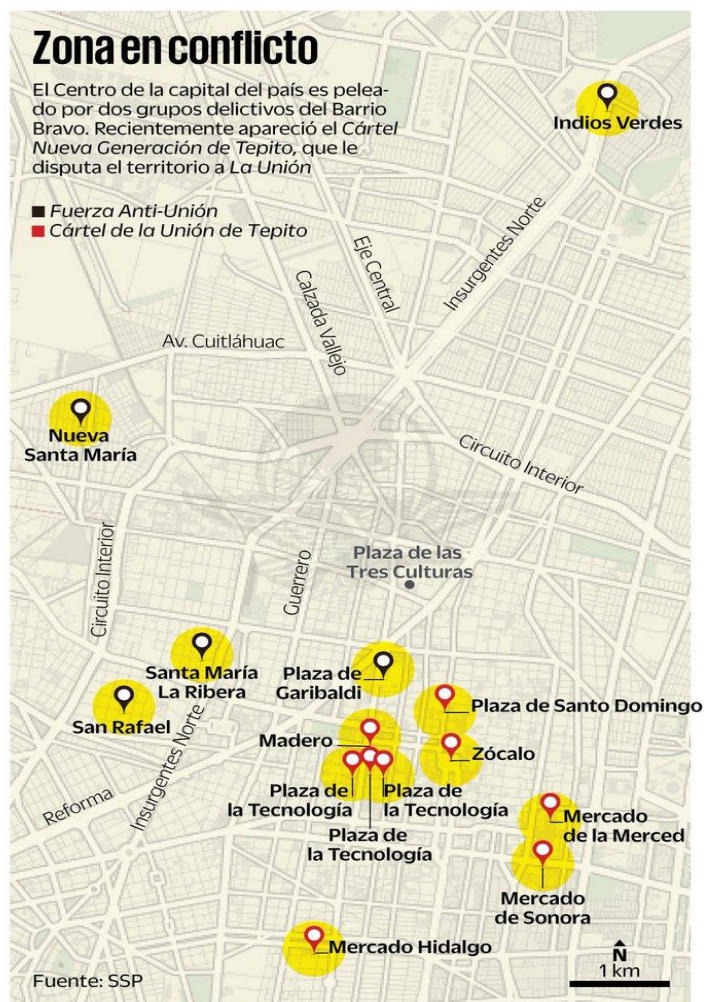 Zona en conflicto
El Centro de la capital del país es pelea-
do por dos grupos delictivos del Barrio
Bravo. Recientemente apareció el Cártel
Nueva Generación de Tepito, que le
disputa el territorio a La Unión
Fuerza Anti-Unión
Cártel de la Unión de Tepito
Indios Verdes
Insurgentes Norte
Eje Central
Calzada Vallejo
Av. Cuitláhuac
Nueva
Santa María
Circuito Interior
Circuito Interior
Guerrero
Plaza de las
Tres Culturas
Santa María
La Ribera
San Rafael
Plaza de
Garibaldi
Plaza de Santo Domingo
Madero
Zócalo
Insurgentes Norte
Reforma
Plaza de
la Tecnología
Plaza de
la Tecnología
Plaza de
la Tecnología
Mercado
de la Merced
Mercado
de Sonora
Mercado Hidalgo
N
1 km
Fuente: SSP